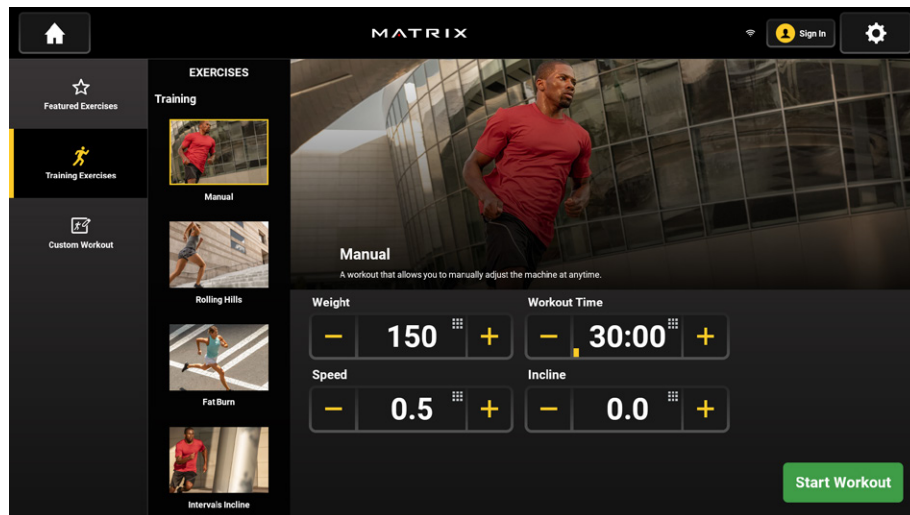 MATRIX
Sign In
Featured Exercises
Training Exercises
Custom Workout
EXERCISES
Training
Manual
Rolling Hills
Fat Burn
Intervals Incline
Manual
A workout that allows you to manually adjust the machine at anytime.
Weight
Workout Time
− 150 +
− 30:00 +
Speed
Incline
− 0.5 +
− 0.0 +
Start Workout